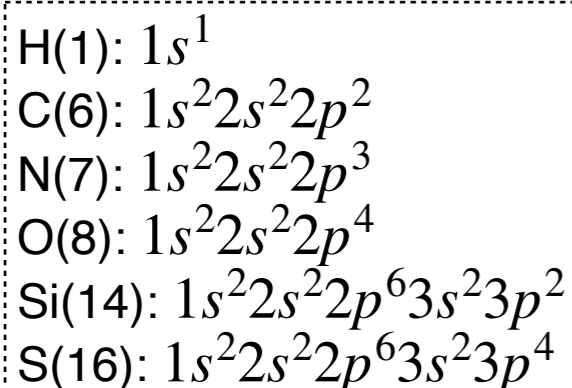 H(1): 1s¹
C(6): 1s²2s²2p²
N(7): 1s²2s²2p³
O(8): 1s²2s²2p⁴
Si(14): 1s²2s²2p⁶3s²3p²
S(16): 1s²2s²2p⁶3s²3p⁴